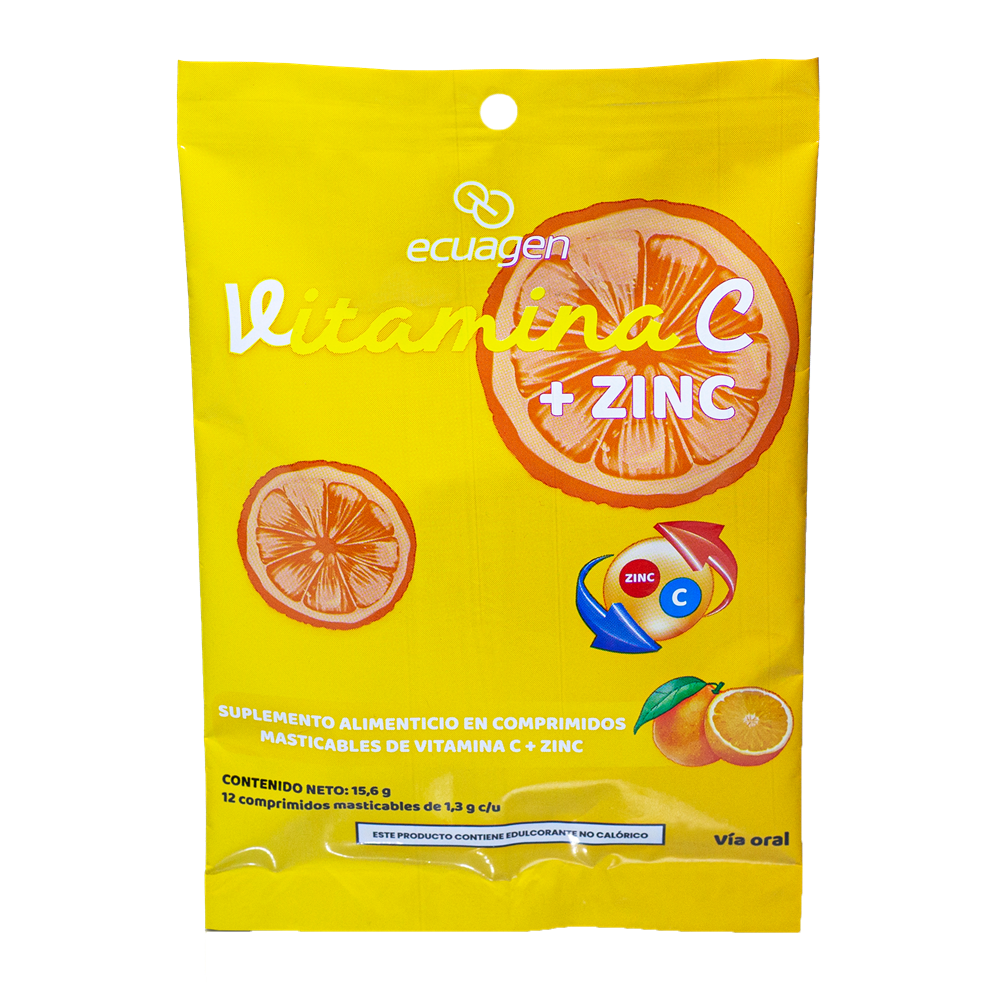 ecuagen
Vitamina C
+ ZINC
ZINC
C
SUPLEMENTO ALIMENTICIO EN COMPRIMIDOS
MASTICABLES DE VITAMINA C + ZINC
CONTENIDO NETO: 15,6 g
12 comprimidos masticables de 1,3 g c/u
ESTE PRODUCTO CONTIENE EDULCORANTE NO CALÓRICO
Vía oral